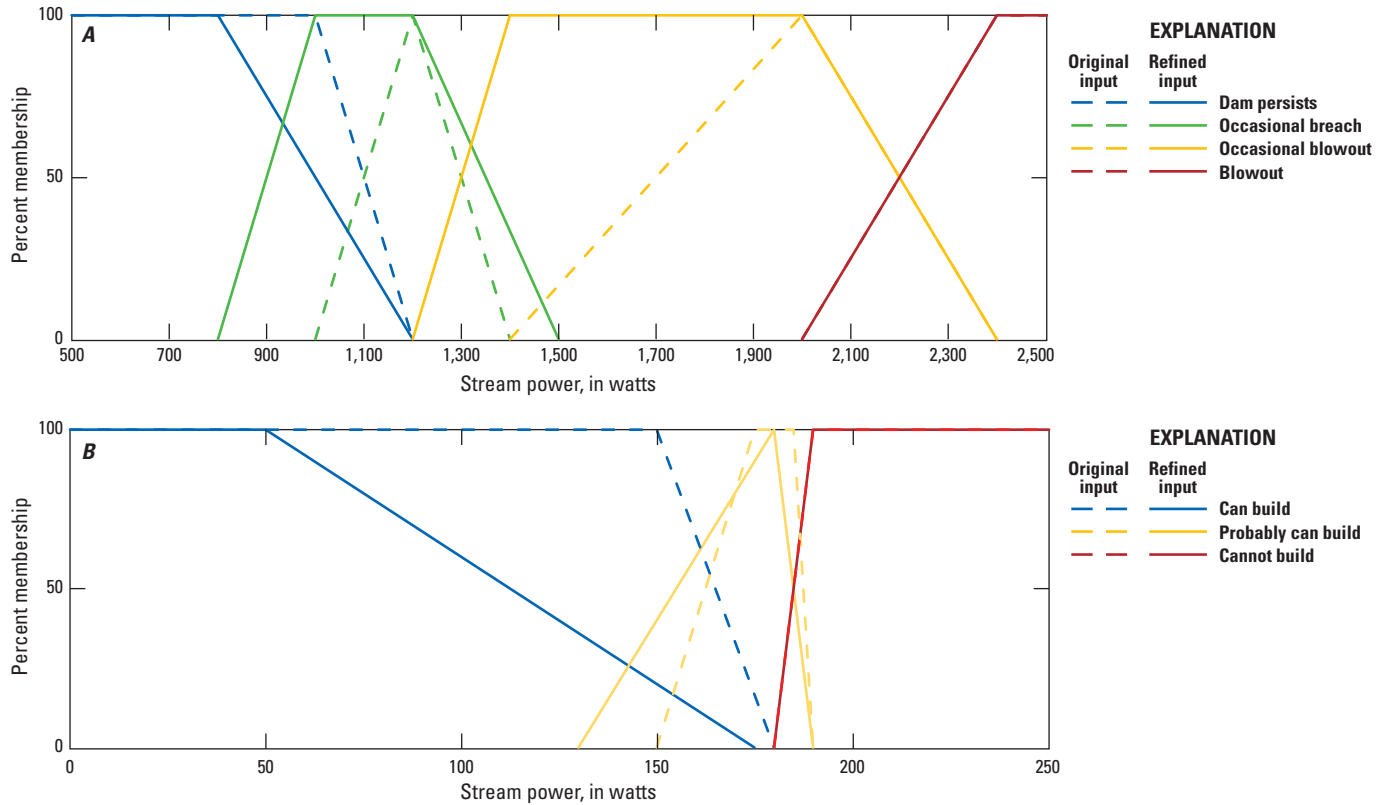 A
100
50
0
Percent membership
500 700 900 1,100 1,300 1,500 1,700 1,900 2,100 2,300 2,500
Stream power, in watts
EXPLANATION
Original Refined
input input
Dam persists
Occasional breach
Occasional blowout
Blowout
B
100
50
0
Percent membership
0 50 100 150 200 250
Stream power, in watts
EXPLANATION
Original Refined
input input
Can build
Probably can build
Cannot build